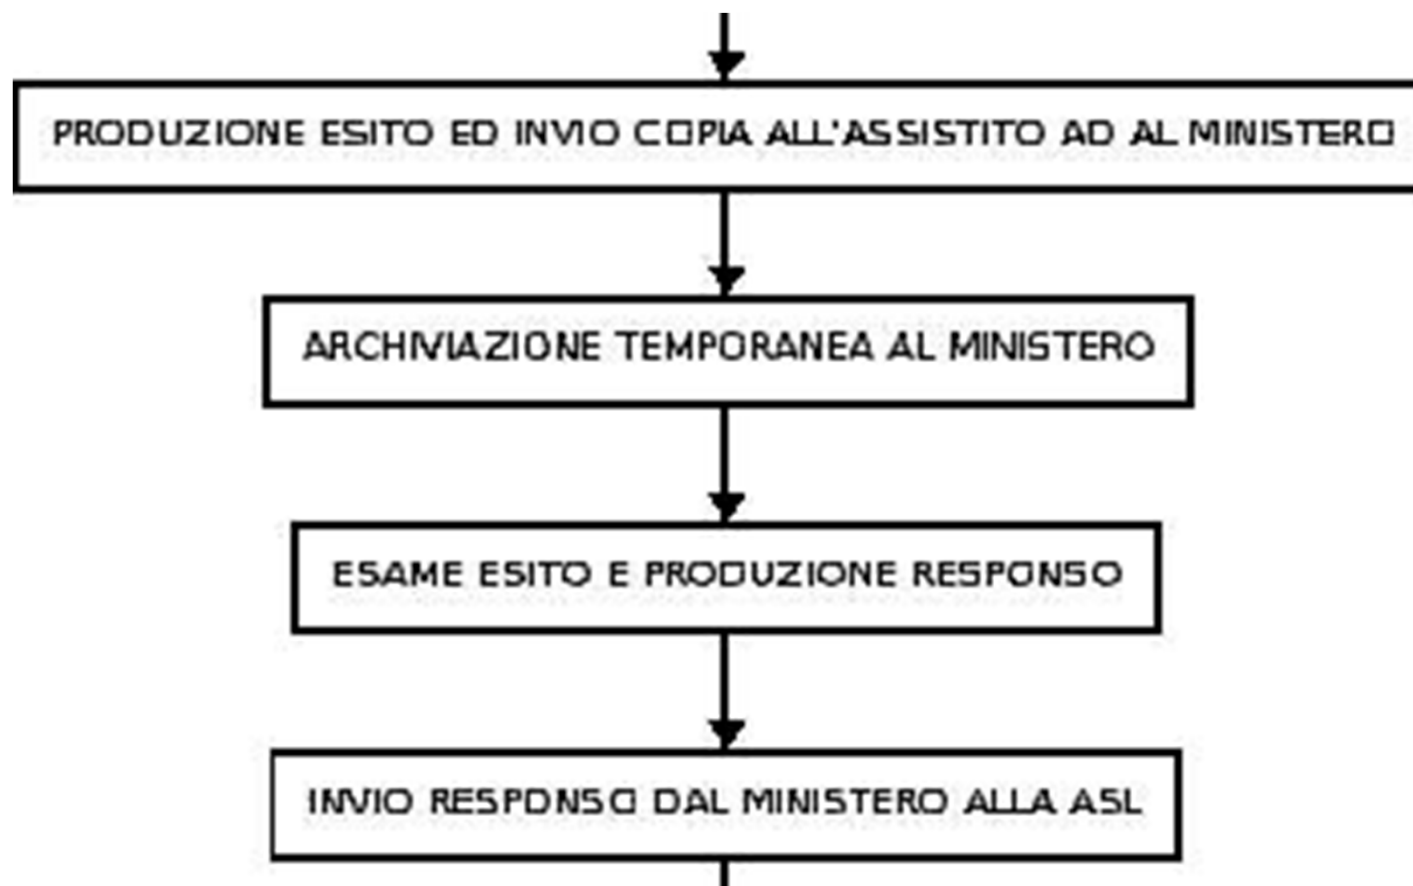 PRODUZIONE ESITO ED INVIO COPIA ALL'ASSISTITO AD AL MINISTERO
ARCHIVIAZIONE TEMPORANEA AL MINISTERO
ESAME ESITO E PRODUZIONE RESPONSO
INVIO RESPONSO DAL MINISTERO ALLA ASL